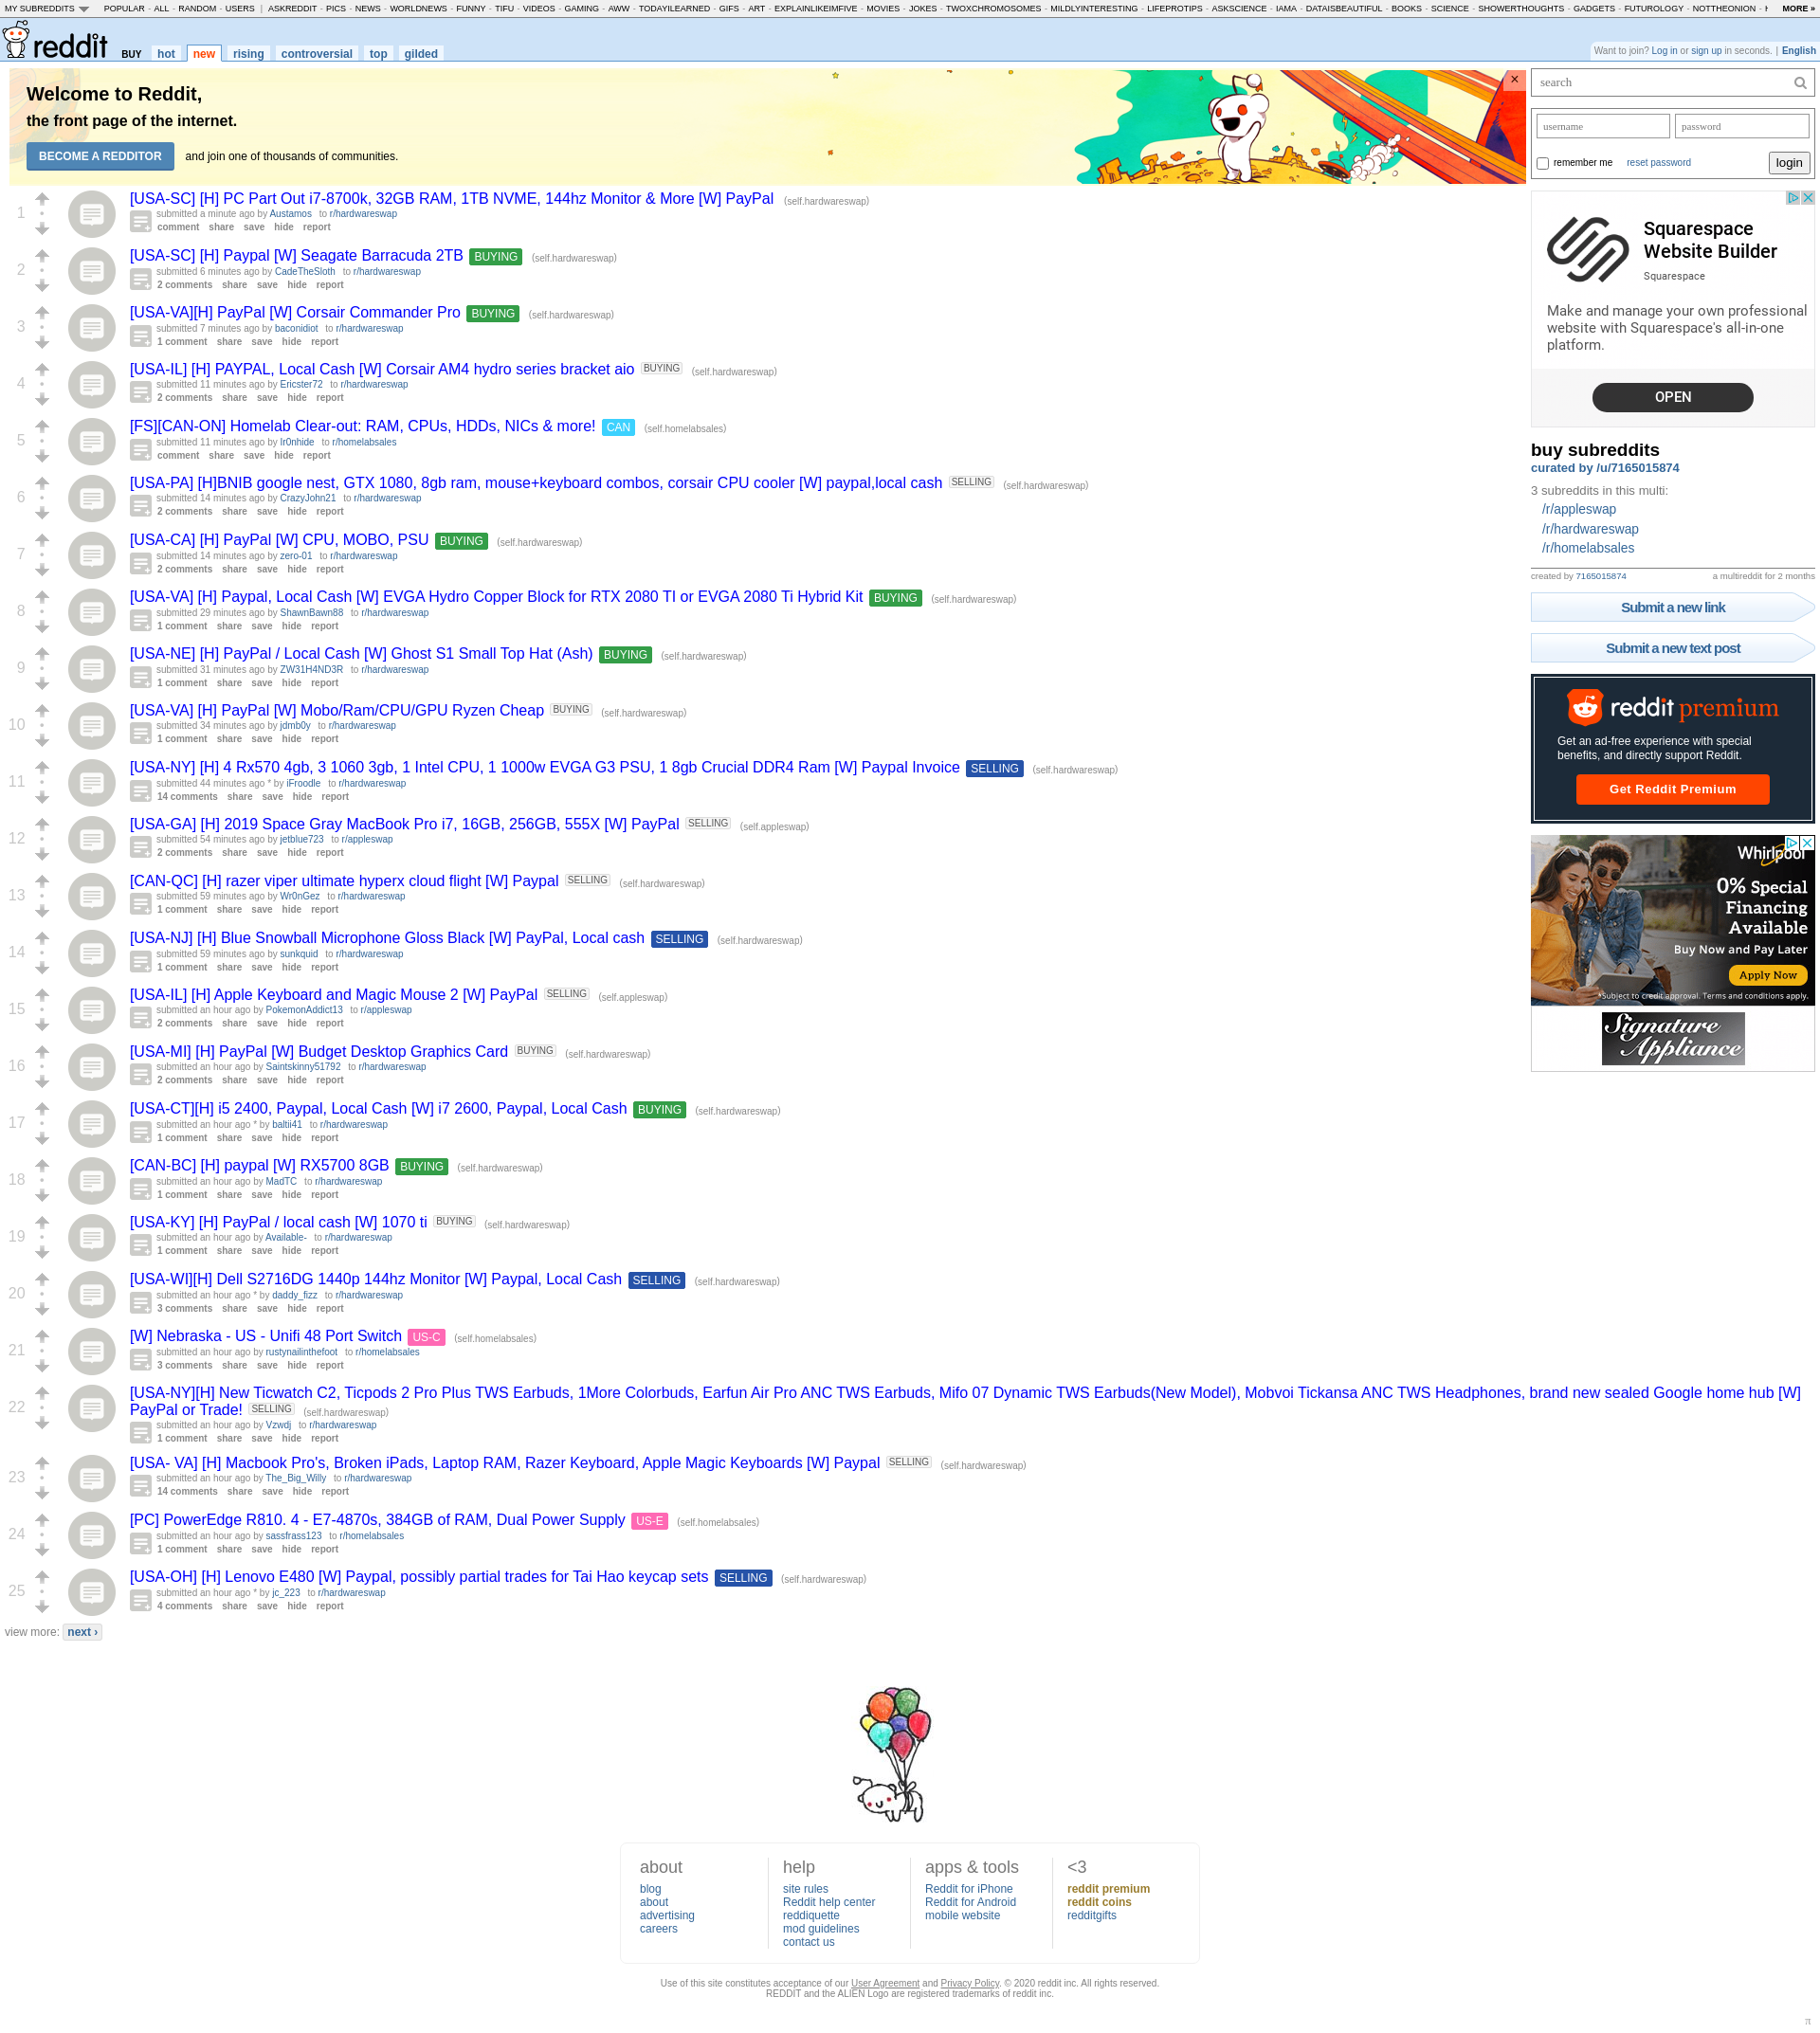 MY SUBREDDITS POPULAR - ALL - RANDOM - USERS | ASKREDDIT - PICS - NEWS - WORLDNEWS - FUNNY - TIFU - VIDEOS - GAMING - AWW - TODAYILEARNED - GIFS - ART - EXPLAINLIKEIMFIVE - MOVIES - JOKES - TWOXCHROMOSOMES - MILDLYINTERESTING - LIFEPROTIPS - ASKSCIENCE - IAMA - DATAISBEAUTIFUL - BOOKS - SCIENCE - SHOWERTHOUGHTS - GADGETS - FUTUROLOGY - NOTTHEONION - MORE »
reddit BUY hot new rising controversial top gilded
Want to join? Log in or sign up in seconds. | English
Welcome to Reddit,
the front page of the internet.
BECOME A REDDITOR and join one of thousands of communities.
×
1
[USA-SC] [H] PC Part Out i7-8700k, 32GB RAM, 1TB NVME, 144hz Monitor & More [W] PayPal (self.hardwareswap)
submitted a minute ago by Austamos to r/hardwareswap
comment share save hide report
2
[USA-SC] [H] Paypal [W] Seagate Barracuda 2TB BUYING (self.hardwareswap)
submitted 6 minutes ago by CadeTheSloth to r/hardwareswap
2 comments share save hide report
3
[USA-VA][H] PayPal [W] Corsair Commander Pro BUYING (self.hardwareswap)
submitted 7 minutes ago by baconidiot to r/hardwareswap
1 comment share save hide report
4
[USA-IL] [H] PAYPAL, Local Cash [W] Corsair AM4 hydro series bracket aio BUYING (self.hardwareswap)
submitted 11 minutes ago by Ericster72 to r/hardwareswap
2 comments share save hide report
5
[FS][CAN-ON] Homelab Clear-out: RAM, CPUs, HDDs, NICs & more! CAN (self.homelabsales)
submitted 11 minutes ago by Ir0nhide to r/homelabsales
comment share save hide report
6
[USA-PA] [H]BNIB google nest, GTX 1080, 8gb ram, mouse+keyboard combos, corsair CPU cooler [W] paypal,local cash SELLING (self.hardwareswap)
submitted 14 minutes ago by CrazyJohn21 to r/hardwareswap
2 comments share save hide report
7
[USA-CA] [H] PayPal [W] CPU, MOBO, PSU BUYING (self.hardwareswap)
submitted 14 minutes ago by zero-01 to r/hardwareswap
2 comments share save hide report
8
[USA-VA] [H] Paypal, Local Cash [W] EVGA Hydro Copper Block for RTX 2080 TI or EVGA 2080 Ti Hybrid Kit BUYING (self.hardwareswap)
submitted 29 minutes ago by ShawnBawn88 to r/hardwareswap
1 comment share save hide report
9
[USA-NE] [H] PayPal / Local Cash [W] Ghost S1 Small Top Hat (Ash) BUYING (self.hardwareswap)
submitted 31 minutes ago by ZW31H4ND3R to r/hardwareswap
1 comment share save hide report
10
[USA-VA] [H] PayPal [W] Mobo/Ram/CPU/GPU Ryzen Cheap BUYING (self.hardwareswap)
submitted 34 minutes ago by jdmb0y to r/hardwareswap
1 comment share save hide report
11
[USA-NY] [H] 4 Rx570 4gb, 3 1060 3gb, 1 Intel CPU, 1 1000w EVGA G3 PSU, 1 8gb Crucial DDR4 Ram [W] Paypal Invoice SELLING (self.hardwareswap)
submitted 44 minutes ago * by iFroodle to r/hardwareswap
14 comments share save hide report
12
[USA-GA] [H] 2019 Space Gray MacBook Pro i7, 16GB, 256GB, 555X [W] PayPal SELLING (self.appleswap)
submitted 54 minutes ago by jetblue723 to r/appleswap
2 comments share save hide report
13
[CAN-QC] [H] razer viper ultimate hyperx cloud flight [W] Paypal SELLING (self.hardwareswap)
submitted 59 minutes ago by Wr0nGez to r/hardwareswap
1 comment share save hide report
14
[USA-NJ] [H] Blue Snowball Microphone Gloss Black [W] PayPal, Local cash SELLING (self.hardwareswap)
submitted 59 minutes ago by sunkquid to r/hardwareswap
1 comment share save hide report
15
[USA-IL] [H] Apple Keyboard and Magic Mouse 2 [W] PayPal SELLING (self.appleswap)
submitted an hour ago by PokemonAddict13 to r/appleswap
2 comments share save hide report
16
[USA-MI] [H] PayPal [W] Budget Desktop Graphics Card BUYING (self.hardwareswap)
submitted an hour ago by Saintskinny51792 to r/hardwareswap
2 comments share save hide report
17
[USA-CT][H] i5 2400, Paypal, Local Cash [W] i7 2600, Paypal, Local Cash BUYING (self.hardwareswap)
submitted an hour ago * by baltii41 to r/hardwareswap
1 comment share save hide report
18
[CAN-BC] [H] paypal [W] RX5700 8GB BUYING (self.hardwareswap)
submitted an hour ago by MadTC to r/hardwareswap
1 comment share save hide report
19
[USA-KY] [H] PayPal / local cash [W] 1070 ti BUYING (self.hardwareswap)
submitted an hour ago by Available- to r/hardwareswap
1 comment share save hide report
20
[USA-WI][H] Dell S2716DG 1440p 144hz Monitor [W] Paypal, Local Cash SELLING (self.hardwareswap)
submitted an hour ago * by daddy_fizz to r/hardwareswap
3 comments share save hide report
21
[W] Nebraska - US - Unifi 48 Port Switch US-C (self.homelabsales)
submitted an hour ago by rustynailinthefoot to r/homelabsales
3 comments share save hide report
22
[USA-NY][H] New Ticwatch C2, Ticpods 2 Pro Plus TWS Earbuds, 1More Colorbuds, Earfun Air Pro ANC TWS Earbuds, Mifo 07 Dynamic TWS Earbuds(New Model), Mobvoi Tickansa ANC TWS Headphones, brand new sealed Google home hub [W]
PayPal or Trade! SELLING (self.hardwareswap)
submitted an hour ago by Vzwdj to r/hardwareswap
1 comment share save hide report
23
[USA- VA] [H] Macbook Pro's, Broken iPads, Laptop RAM, Razer Keyboard, Apple Magic Keyboards [W] Paypal SELLING (self.hardwareswap)
submitted an hour ago by The_Big_Willy to r/hardwareswap
14 comments share save hide report
24
[PC] PowerEdge R810. 4 - E7-4870s, 384GB of RAM, Dual Power Supply US-E (self.homelabsales)
submitted an hour ago by sassfrass123 to r/homelabsales
1 comment share save hide report
25
[USA-OH] [H] Lenovo E480 [W] Paypal, possibly partial trades for Tai Hao keycap sets SELLING (self.hardwareswap)
submitted an hour ago * by jc_223 to r/hardwareswap
4 comments share save hide report
view more: next ›
search
username password
remember me reset password login
Squarespace
Website Builder
Squarespace
Make and manage your own professional
website with Squarespace's all-in-one
platform.
OPEN
buy subreddits
curated by /u/7165015874
3 subreddits in this multi:
/r/appleswap
/r/hardwareswap
/r/homelabsales
created by 7165015874 a multireddit for 2 months
Submit a new link
Submit a new text post
reddit premium
Get an ad-free experience with special
benefits, and directly support Reddit.
Get Reddit Premium
Whirlpool
0% Special
Financing
Available
Buy Now and Pay Later
Apply Now
*Subject to credit approval. Terms and conditions apply.
Signature
Appliance
about
blog
about
advertising
careers
help
site rules
Reddit help center
reddiquette
mod guidelines
contact us
apps & tools
Reddit for iPhone
Reddit for Android
mobile website
<3
reddit premium
reddit coins
redditgifts
Use of this site constitutes acceptance of our User Agreement and Privacy Policy. © 2020 reddit inc. All rights reserved.
REDDIT and the ALIEN Logo are registered trademarks of reddit inc.
π